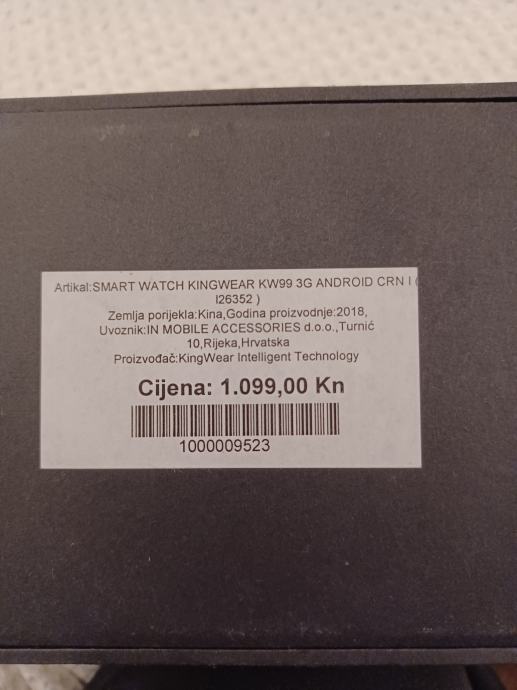 Artikal:SMART WATCH KINGWEAR KW99 3G ANDROID CRN I (
I26352 )
Zemlja porijekla:Kina,Godina proizvodnje:2018,
Uvoznik:IN MOBILE ACCESSORIES d.o.o.,Turnić
10,Rijeka,Hrvatska
Proizvođač:KingWear Intelligent Technology
Cijena: 1.099,00 Kn
1000009523